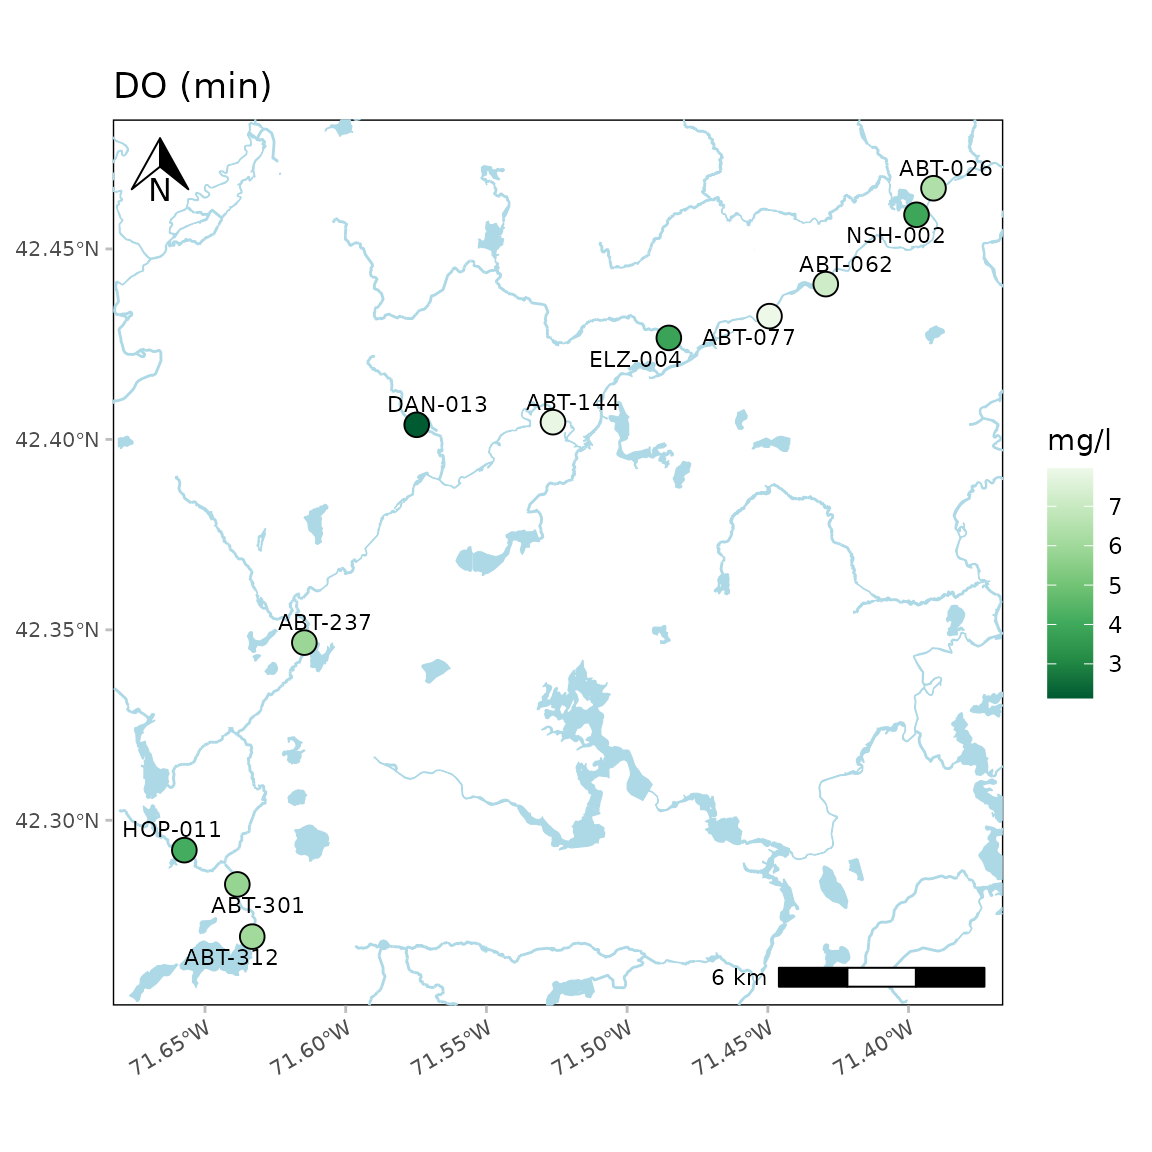 DO (min)
N
ABT-026
NSH-002
ABT-062
ABT-077
ELZ-004
ABT-144
DAN-013
ABT-237
HOP-011
ABT-301
ABT-312
6 km
42.45°N
42.40°N
42.35°N
42.30°N
71.65°W
71.60°W
71.55°W
71.50°W
71.45°W
71.40°W
mg/l
7
6
5
4
3